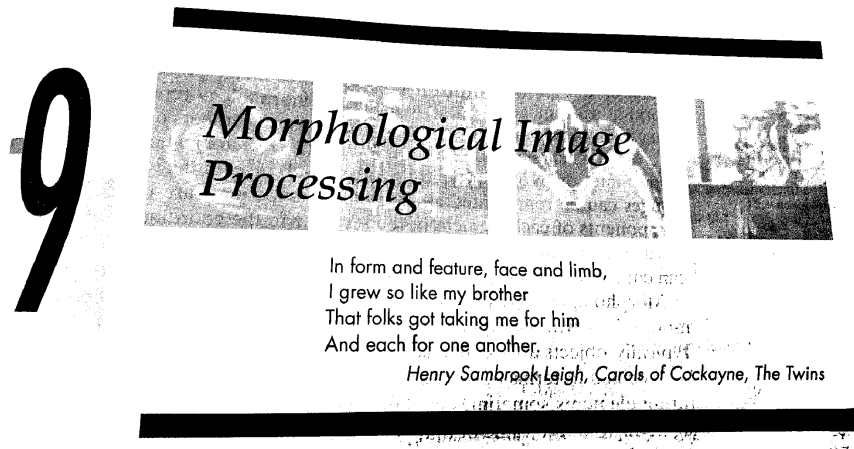 9
Morphological Image
Processing
In form and feature, face and limb,
I grew so like my brother
That folks got taking me for him
And each for one another.
Henry Sambrook Leigh, Carols of Cockayne, The Twins